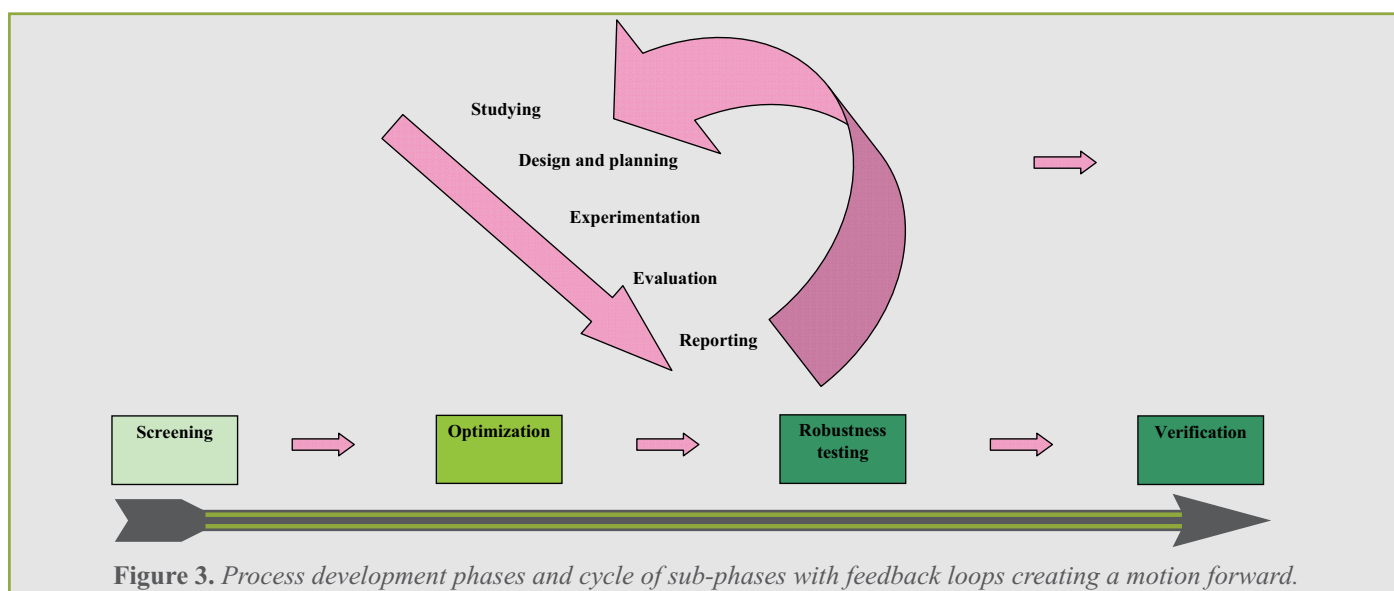 Studying
Design and planning
Experimentation
Evaluation
Reporting
Screening
Optimization
Robustness
testing
Verification
Figure 3. Process development phases and cycle of sub-phases with feedback loops creating a motion forward.